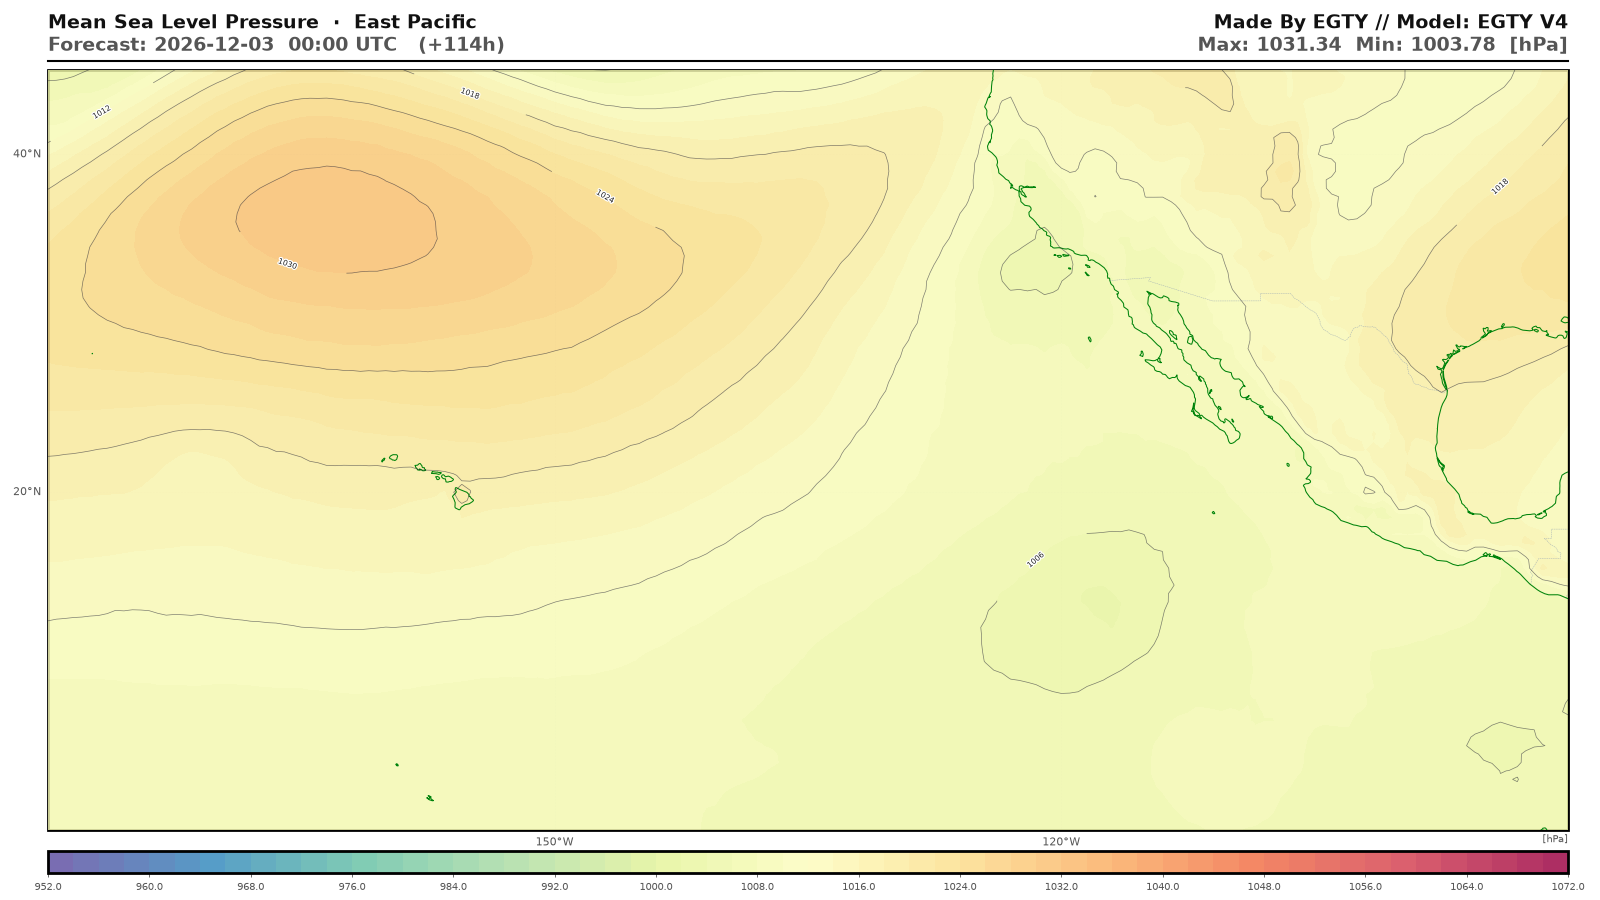 Mean Sea Level Pressure · East Pacific
Made By EGTY // Model: EGTY V4
Forecast: 2026-12-03 00:00 UTC (+114h)
Max: 1031.34 Min: 1003.78 [hPa]
1012
1018
40°N
1018
1024
1030
20°N
1006
150°W
120°W
[hPa]
952.0 960.0 968.0 976.0 984.0 992.0 1000.0 1008.0 1016.0 1024.0 1032.0 1040.0 1048.0 1056.0 1064.0 1072.0